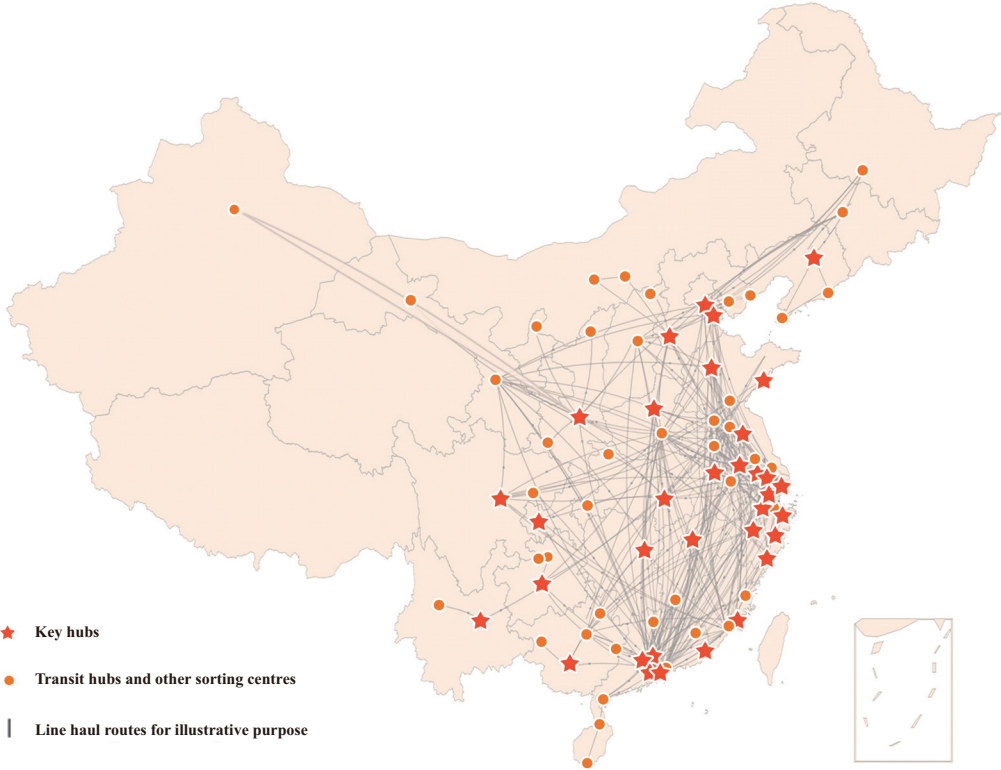 Key hubs
Transit hubs and other sorting centres
Line haul routes for illustrative purpose